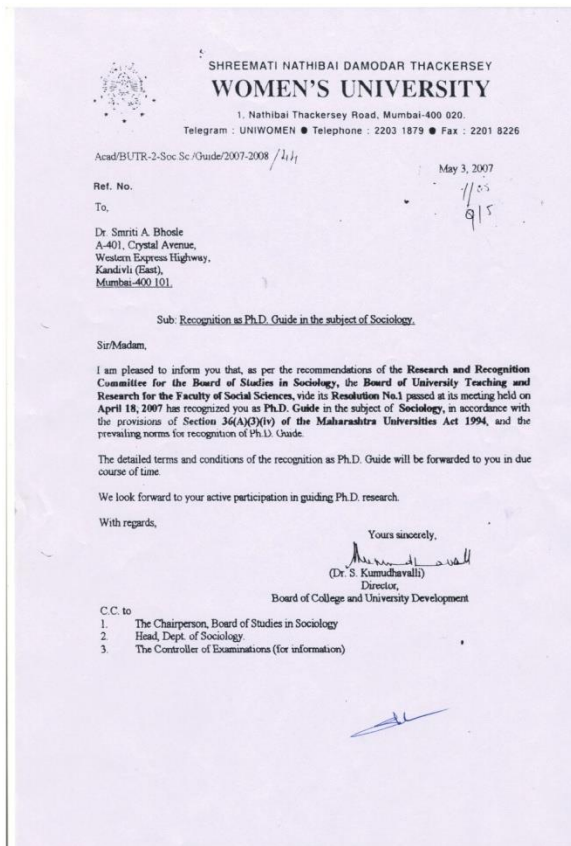 SHREEMATI NATHIBAI DAMODAR THACKERSEY
WOMEN'S UNIVERSITY
1, Nathibai Thackersey Road, Mumbai-400 020.
Telegram : UNIWOMEN ● Telephone : 2203 1879 ● Fax : 2201 8226
Acad/BUTR-2-Soc.Sc./Guide/2007-2008 /44
May 3, 2007
Ref. No.
To,
Dr. Smriti A. Bhosle
A-401, Crystal Avenue,
Western Express Highway,
Kandivli (East),
Mumbai-400 101.
Sub: Recognition as Ph.D. Guide in the subject of Sociology.
Sir/Madam,
I am pleased to inform you that, as per the recommendations of the Research and Recognition
Committee for the Board of Studies in Sociology, the Board of University Teaching and
Research for the Faculty of Social Sciences, vide its Resolution No.1 passed at its meeting held on
April 18, 2007 has recognized you as Ph.D. Guide in the subject of Sociology, in accordance with
the provisions of Section 36(A)(3)(iv) of the Maharashtra Universities Act 1994, and the
prevailing norms for recognition of Ph.D. Guide.
The detailed terms and conditions of the recognition as Ph.D. Guide will be forwarded to you in due
course of time.
We look forward to your active participation in guiding Ph.D. research.
With regards,
Yours sincerely,
(Dr. S. Kumudhavalli)
Director,
Board of College and University Development
C.C. to
1. The Chairperson, Board of Studies in Sociology
2. Head, Dept. of Sociology.
3. The Controller of Examinations (for information)